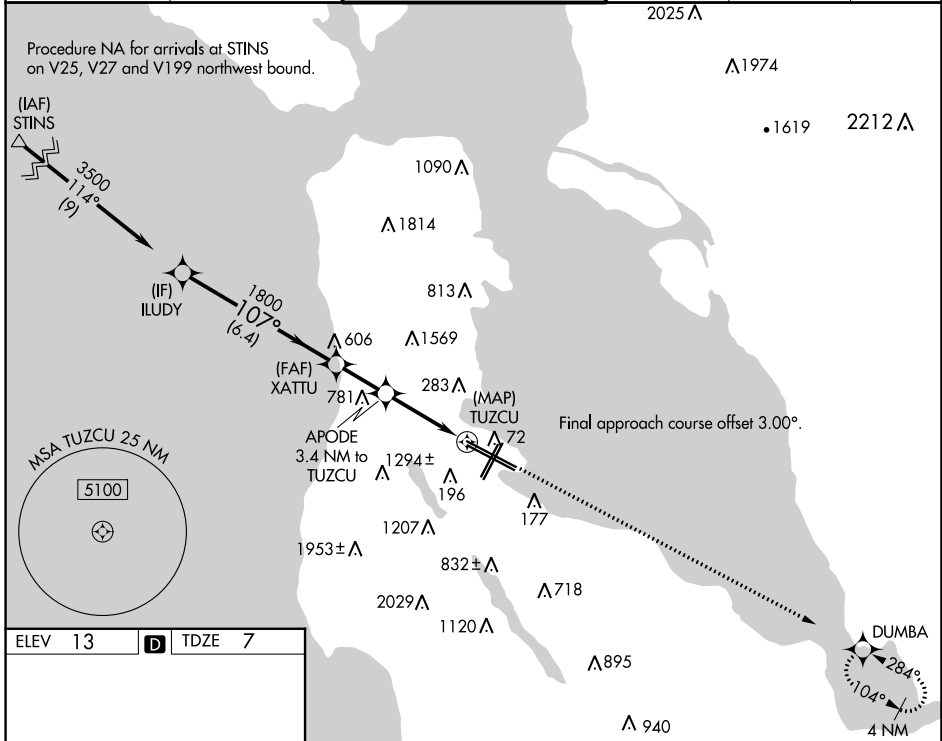 2025
Procedure NA for arrivals at STINS
on V25, V27 and V199 northwest bound.
1974
(IAF)
STINS
1619
2212
3500
114°
(9)
1090
1814
(IF)
ILUDY
1800
107°
(6.4)
813
606
1569
(FAF)
XATTU
781
283
(MAP)
TUZCU
72
Final approach course offset 3.00°.
APODE
3.4 NM to
TUZCU
1294±
196
177
MSA TUZCU 25 NM
5100
1207
1953±
832±
718
2029
1120
ELEV 13 D TDZE 7
DUMBA
284°
104°
4 NM
895
940